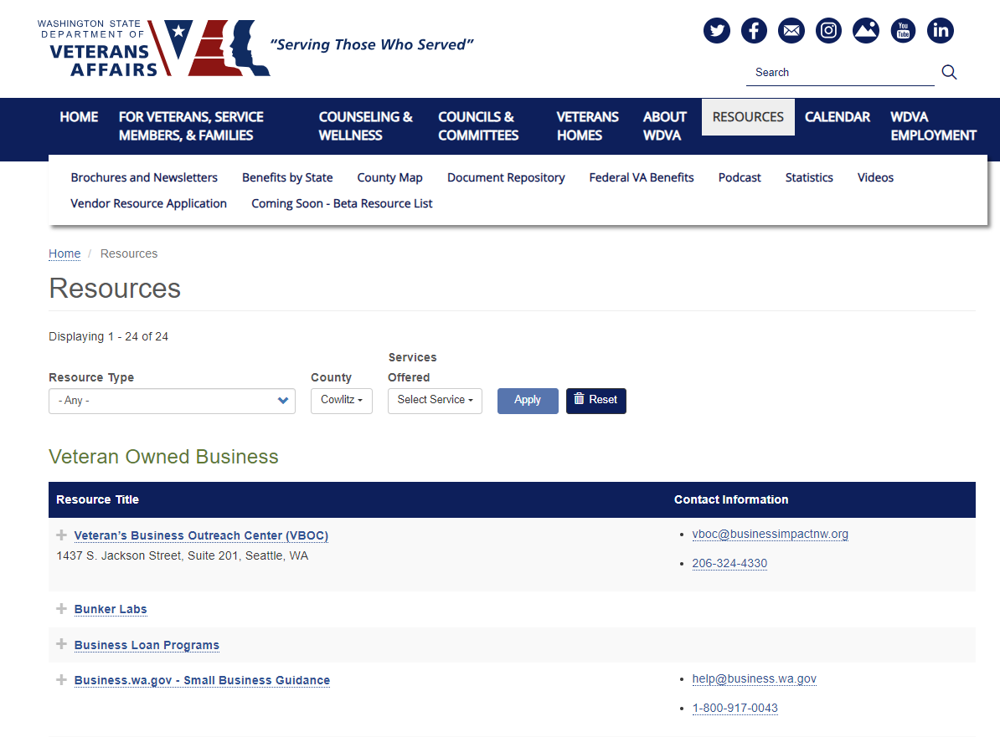 WASHINGTON STATE
DEPARTMENT OF
VETERANS
AFFAIRS
“Serving Those Who Served”
You
Tube
in
Search
HOME
FOR VETERANS, SERVICE
MEMBERS, & FAMILIES
COUNSELING &
WELLNESS
COUNCILS &
COMMITTEES
VETERANS
HOMES
ABOUT
WDVA
RESOURCES
CALENDAR
WDVA
EMPLOYMENT
Brochures and Newsletters Benefits by State County Map Document Repository Federal VA Benefits Podcast Statistics Videos
Vendor Resource Application Coming Soon - Beta Resource List
Home / Resources
Resources
Displaying 1 - 24 of 24
Resource Type
- Any -
County
Cowlitz
Services
Offered
Select Service
Apply
Reset
Veteran Owned Business
Resource Title Contact Information
Veteran’s Business Outreach Center (VBOC)
1437 S. Jackson Street, Suite 201, Seattle, WA
vboc@businessimpactnw.org
206-324-4330
Bunker Labs
Business Loan Programs
Business.wa.gov - Small Business Guidance
help@business.wa.gov
1-800-917-0043